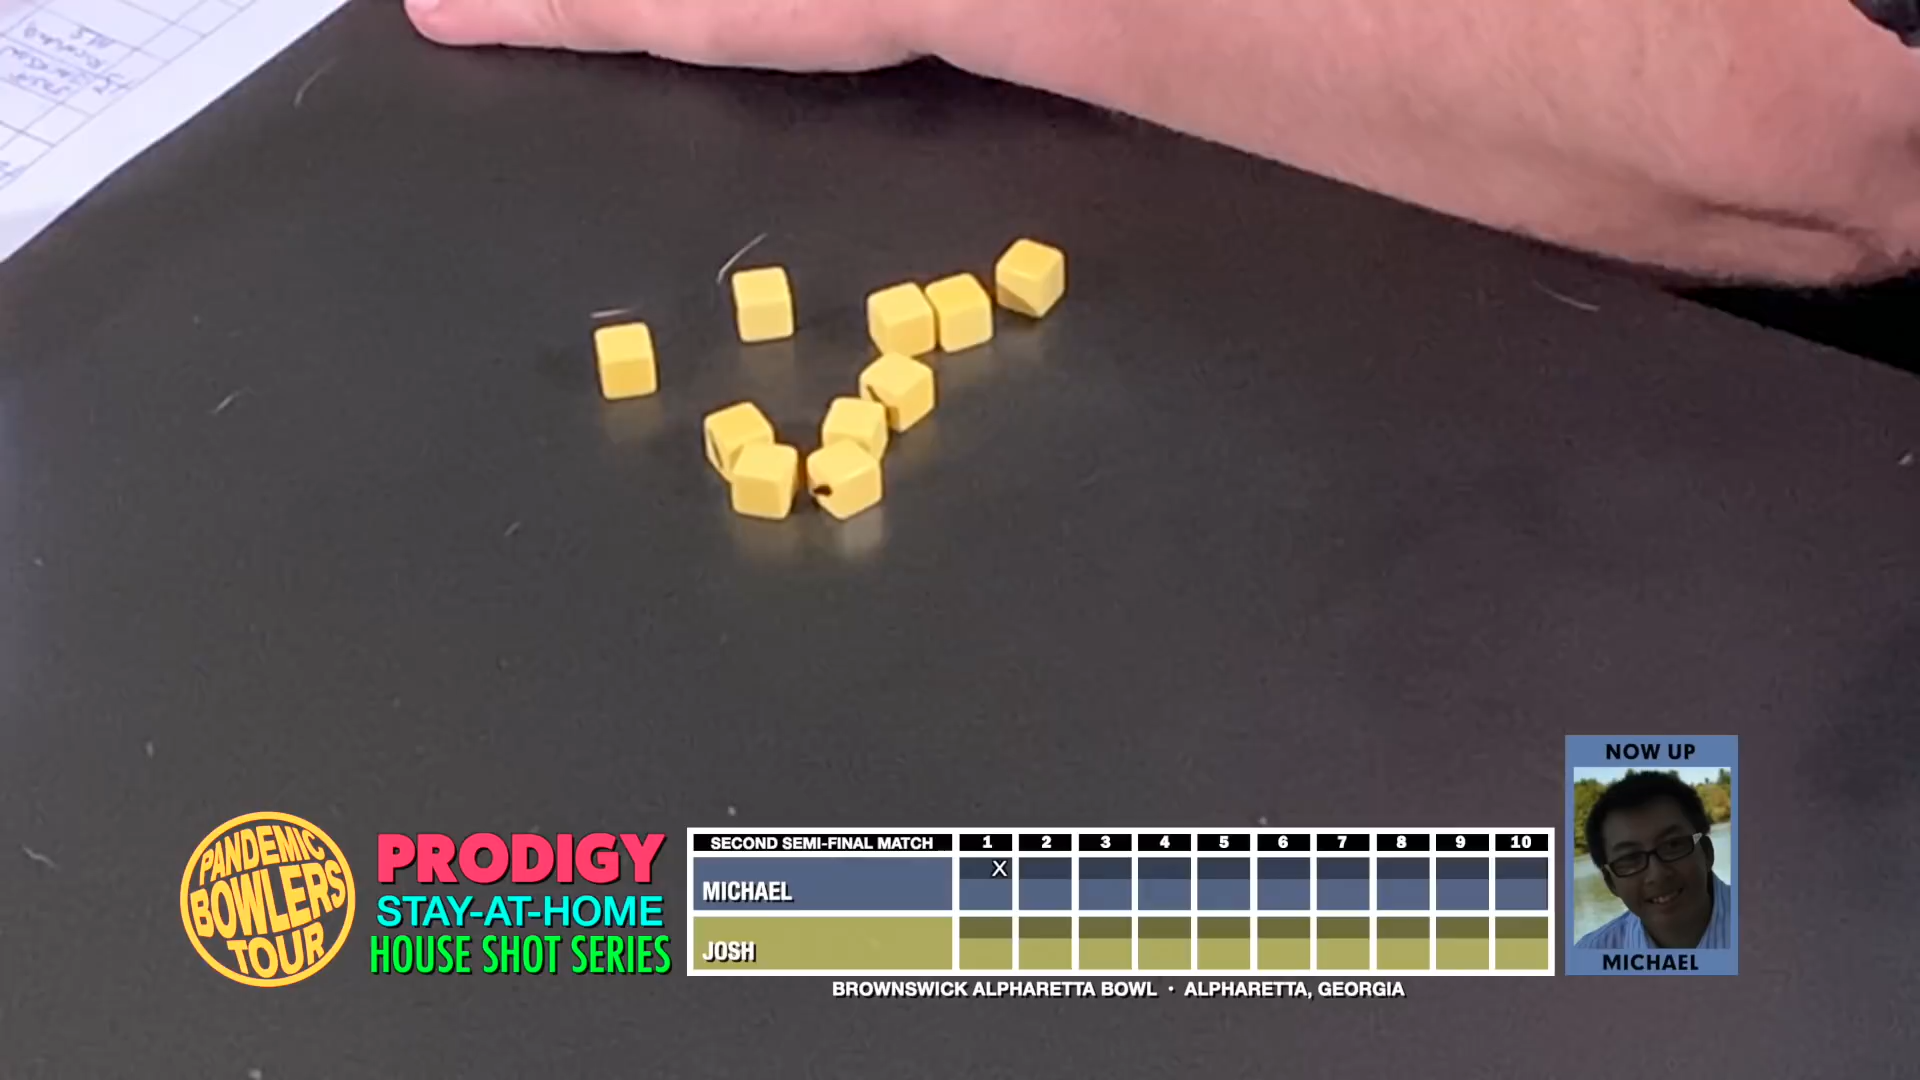 PANDEMIC
BOWLERS
TOUR
PRODIGY
STAY-AT-HOME
HOUSE SHOT SERIES
SECOND SEMI-FINAL MATCH 1 2 3 4 5 6 7 8 9 10
X
MICHAEL
JOSH
BROWNSWICK ALPHARETTA BOWL · ALPHARETTA, GEORGIA
NOW UP
MICHAEL